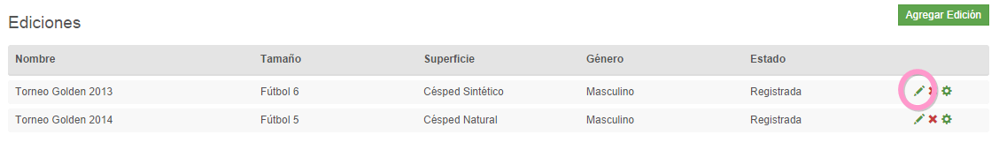 Ediciones
Agregar Edición
Nombre Tamaño Superficie Género Estado
Torneo Golden 2013 Fútbol 6 Césped Sintético Masculino Registrada
Torneo Golden 2014 Fútbol 5 Césped Natural Masculino Registrada